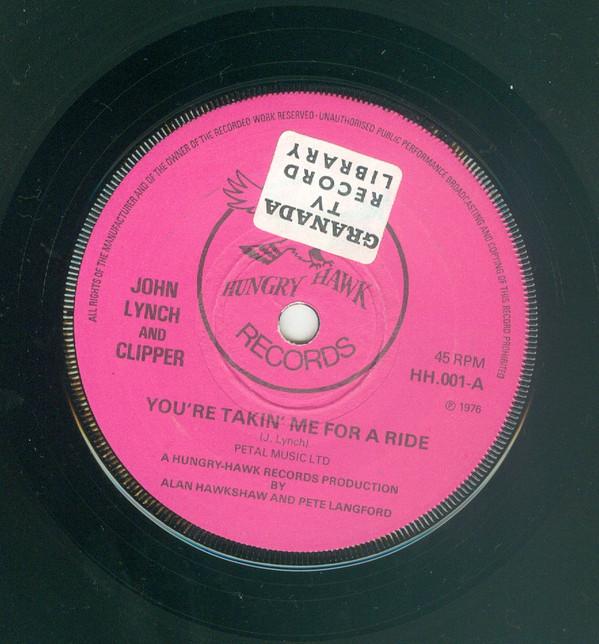 ALL RIGHTS OF THE MANUFACTURER AND OF THE OWNER OF THE RECORDED WORK RESERVED · UNAUTHORISED PUBLIC PERFORMANCE BROADCASTING AND COPYING OF THIS RECORD PROHIBITED
GRANADA
TV
RECORD
LIBRARY
HUNGRY HAWK
RECORDS
JOHN
LYNCH
AND
CLIPPER
45 RPM
HH.001-A
℗ 1976
YOU'RE TAKIN' ME FOR A RIDE
(J. Lynch)
PETAL MUSIC LTD
A HUNGRY-HAWK RECORDS PRODUCTION
BY
ALAN HAWKSHAW AND PETE LANGFORD